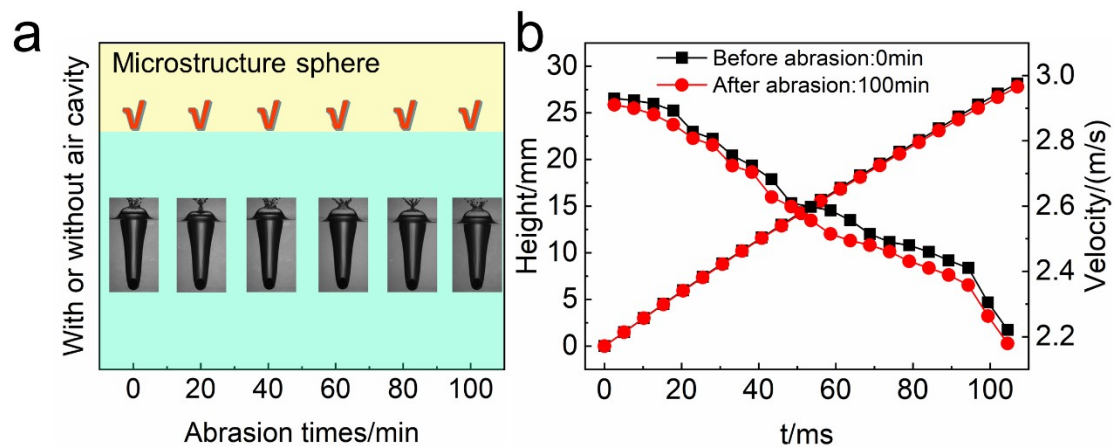 a
With or without air cavity
Microstructure sphere
0 20 40 60 80 100
Abrasion times/min
b
Before abrasion:0min
After abrasion:100min
Height/mm
30
25
20
15
10
5
0
Velocity/(m/s)
3.0
2.8
2.6
2.4
2.2
0 20 40 60 80 100
t/ms